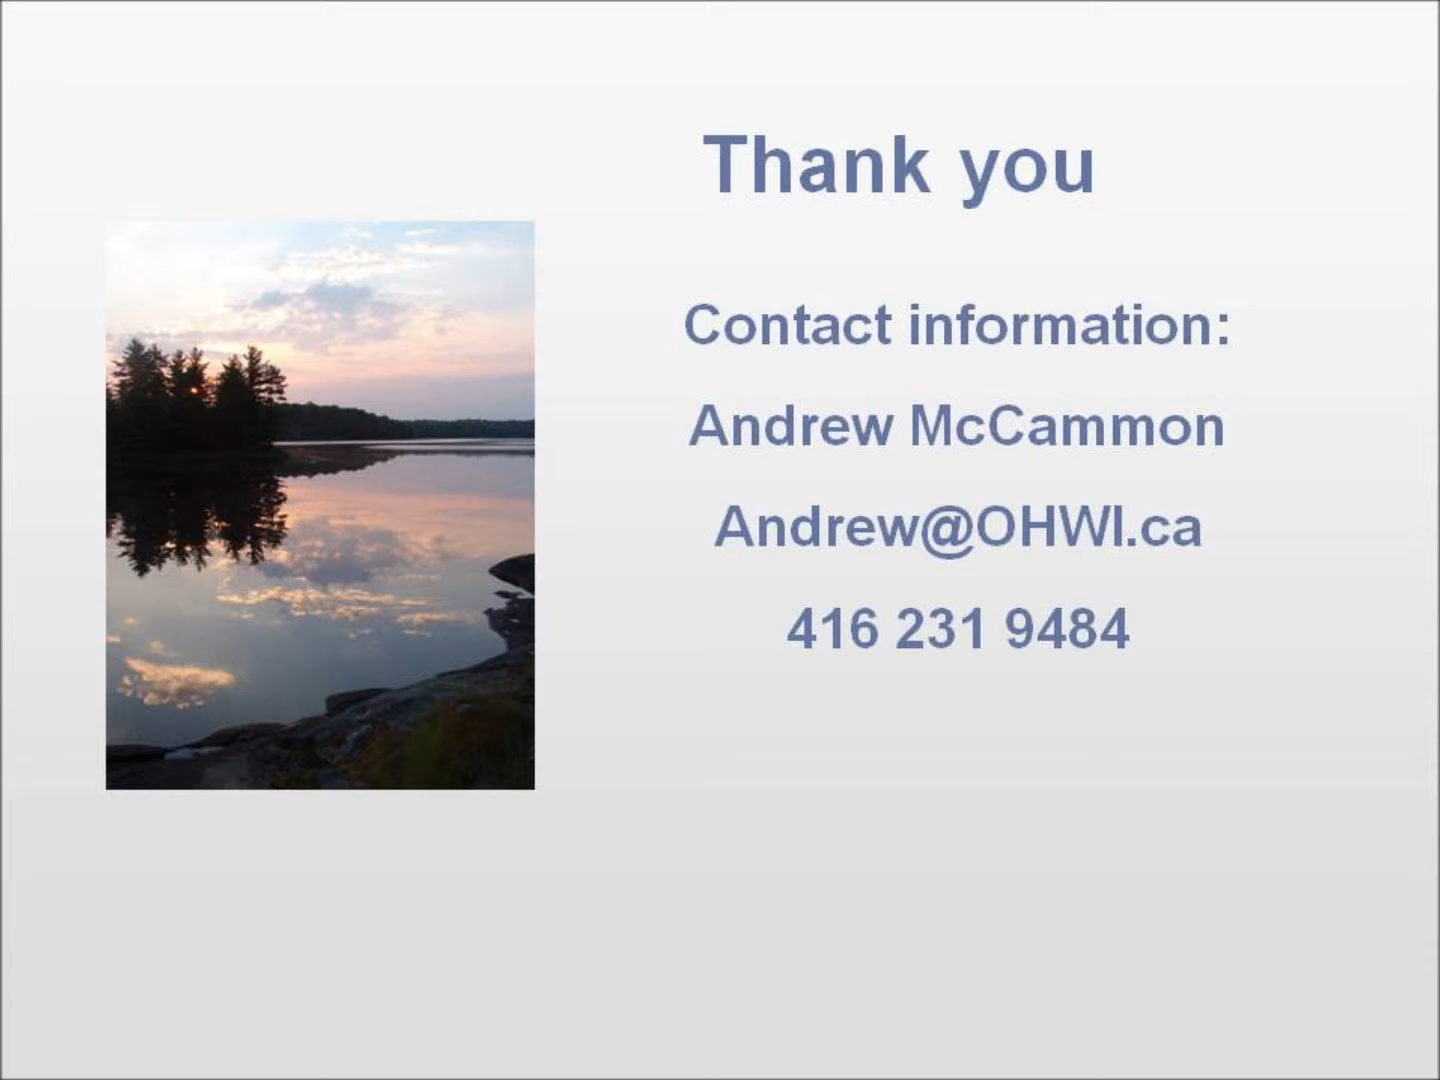 Thank you
Contact information:
Andrew McCammon
Andrew@OHWI.ca
416 231 9484